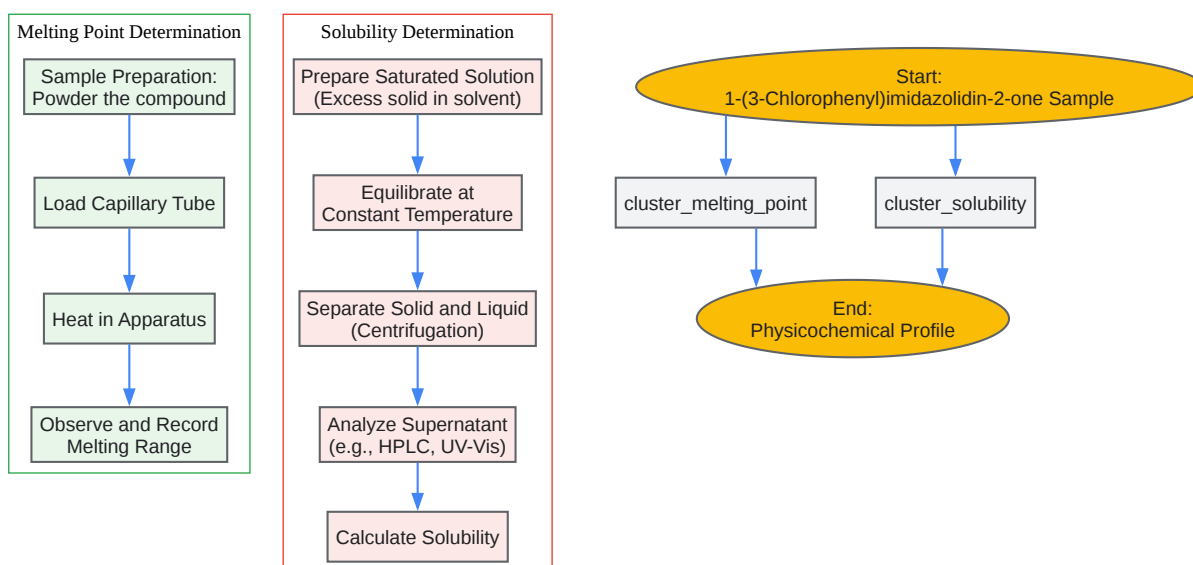 Melting Point Determination
Sample Preparation:
Powder the compound
Load Capillary Tube
Heat in Apparatus
Observe and Record
Melting Range
Solubility Determination
Prepare Saturated Solution
(Excess solid in solvent)
Equilibrate at
Constant Temperature
Separate Solid and Liquid
(Centrifugation)
Analyze Supernatant
(e.g., HPLC, UV-Vis)
Calculate Solubility
Start:
1-(3-Chlorophenyl)imidazolidin-2-one Sample
cluster_melting_point
cluster_solubility
End:
Physicochemical Profile